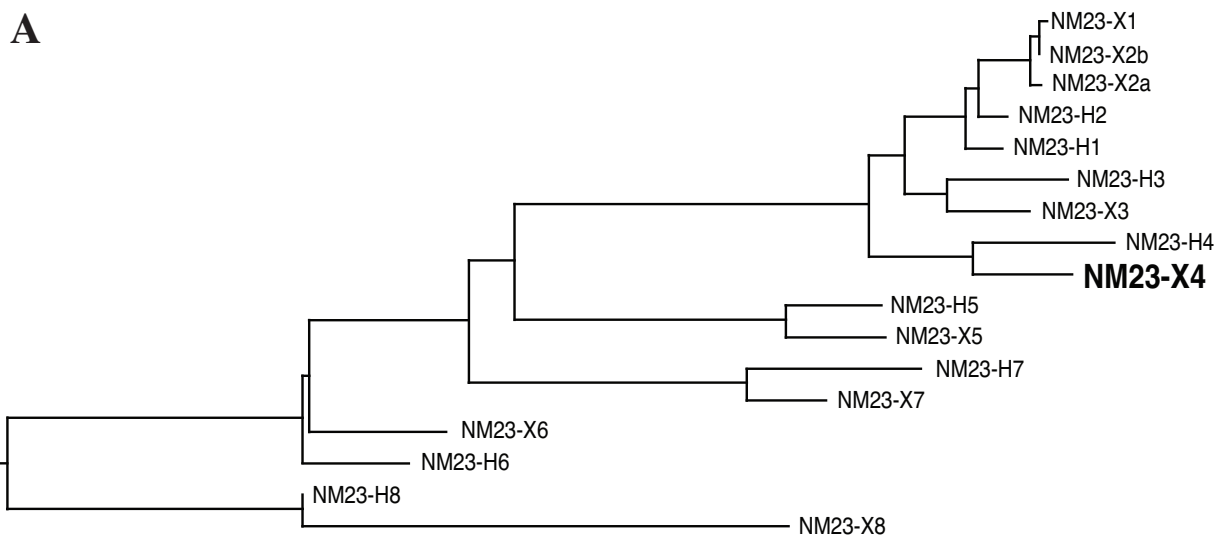 A
NM23-X1
NM23-X2b
NM23-X2a
NM23-H2
NM23-H1
NM23-H3
NM23-X3
NM23-H4
NM23-X4
NM23-H5
NM23-X5
NM23-H7
NM23-X7
NM23-X6
NM23-H6
NM23-H8
NM23-X8